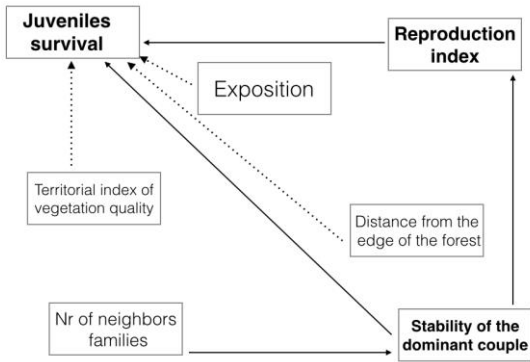 Juveniles
survival
Reproduction
index
Exposition
Territorial index of
vegetation quality
Distance from the
edge of the forest
Nr of neighbors
families
Stability of the
dominant couple